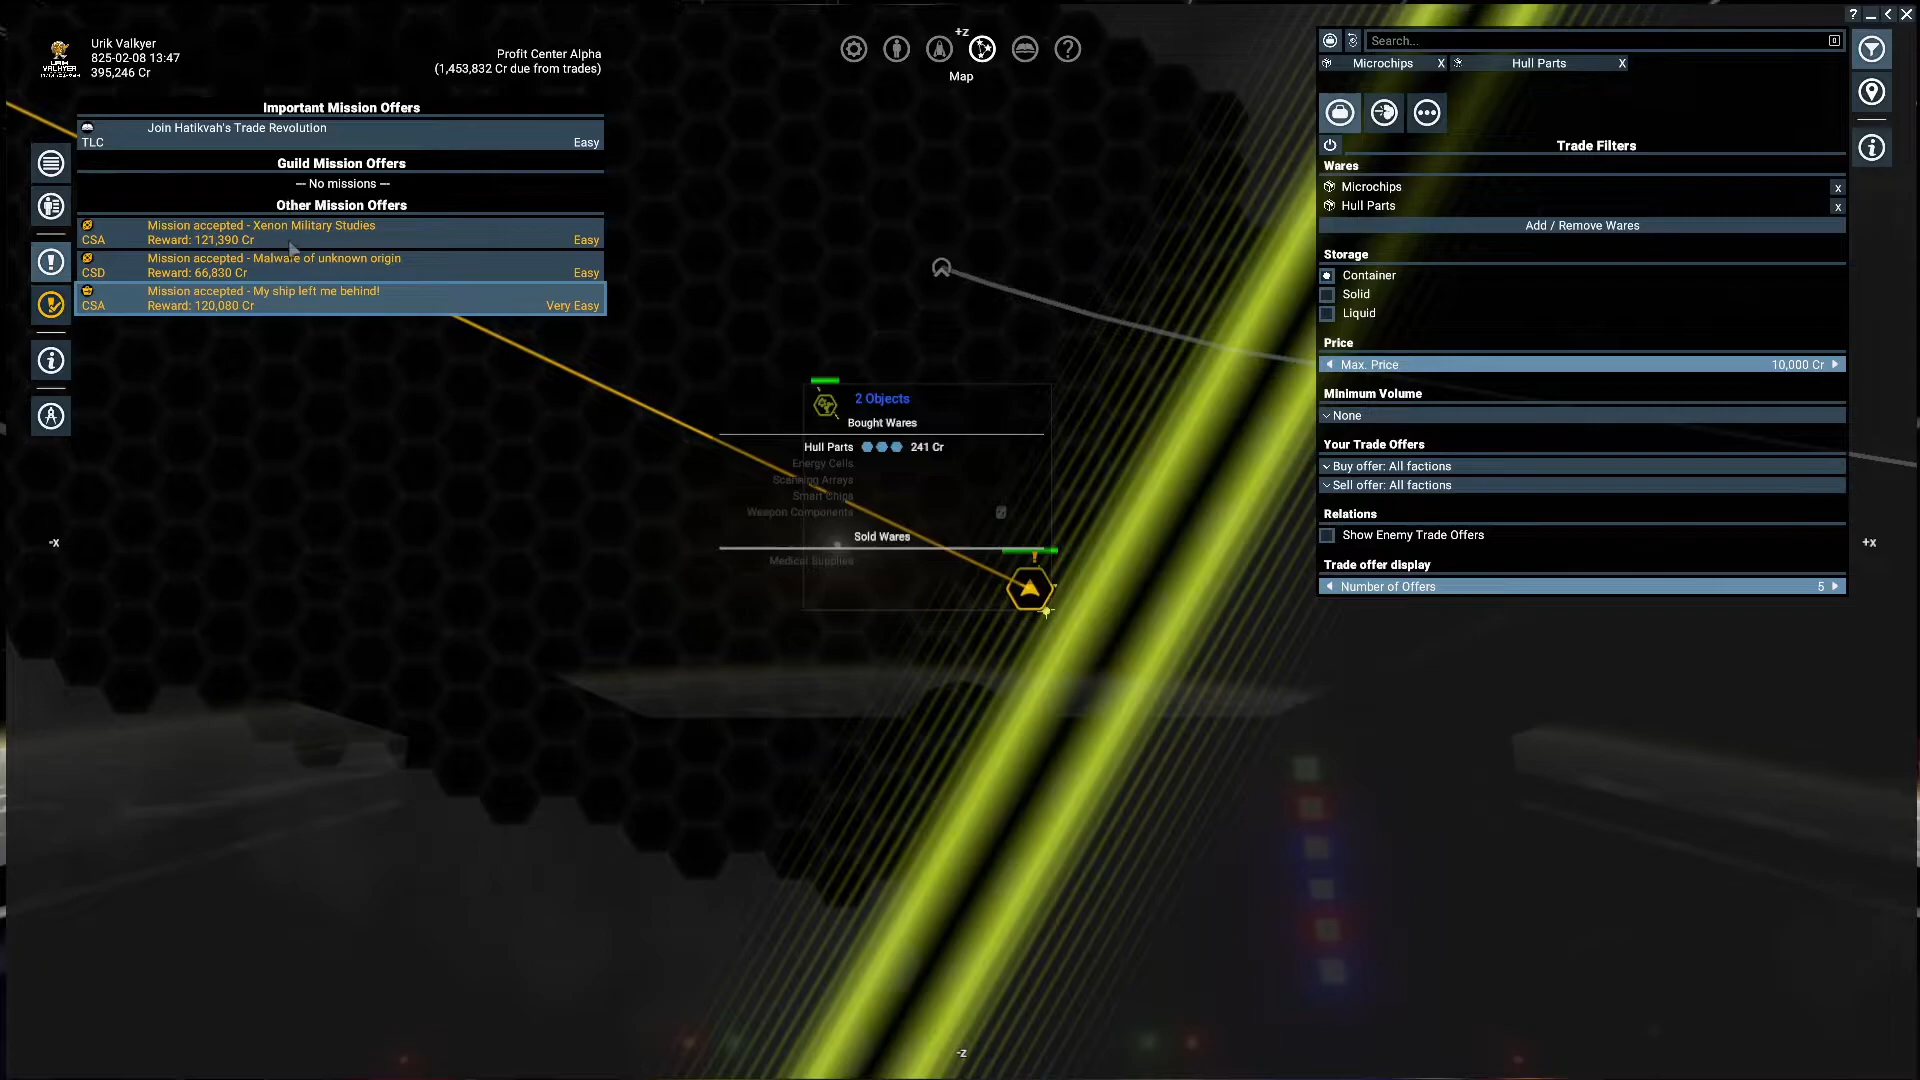 Urik Valkyer
825-02-08 13:47
395,246 Cr
Profit Center Alpha
(1,453,832 Cr due from trades)
+z
Map
Important Mission Offers
Join Hatikvah's Trade Revolution
TLC Easy
Guild Mission Offers
--- No missions ---
Other Mission Offers
Mission accepted - Xenon Military Studies
CSA Reward: 121,390 Cr Easy
Mission accepted - Malware of unknown origin
CSD Reward: 66,830 Cr Easy
Mission accepted - My ship left me behind!
CSA Reward: 120,080 Cr Very Easy
-x
2 Objects
Bought Wares
Hull Parts 241 Cr
Energy Cells
Scanning Arrays
Smart Chips
Weapon Components
Sold Wares
Medical Supplies
-z
+x
Search...
Microchips X Hull Parts X
Trade Filters
Wares
Microchips x
Hull Parts x
Add / Remove Wares
Storage
Container
Solid
Liquid
Price
Max. Price 10,000 Cr
Minimum Volume
None
Your Trade Offers
Buy offer: All factions
Sell offer: All factions
Relations
Show Enemy Trade Offers
Trade offer display
Number of Offers 5